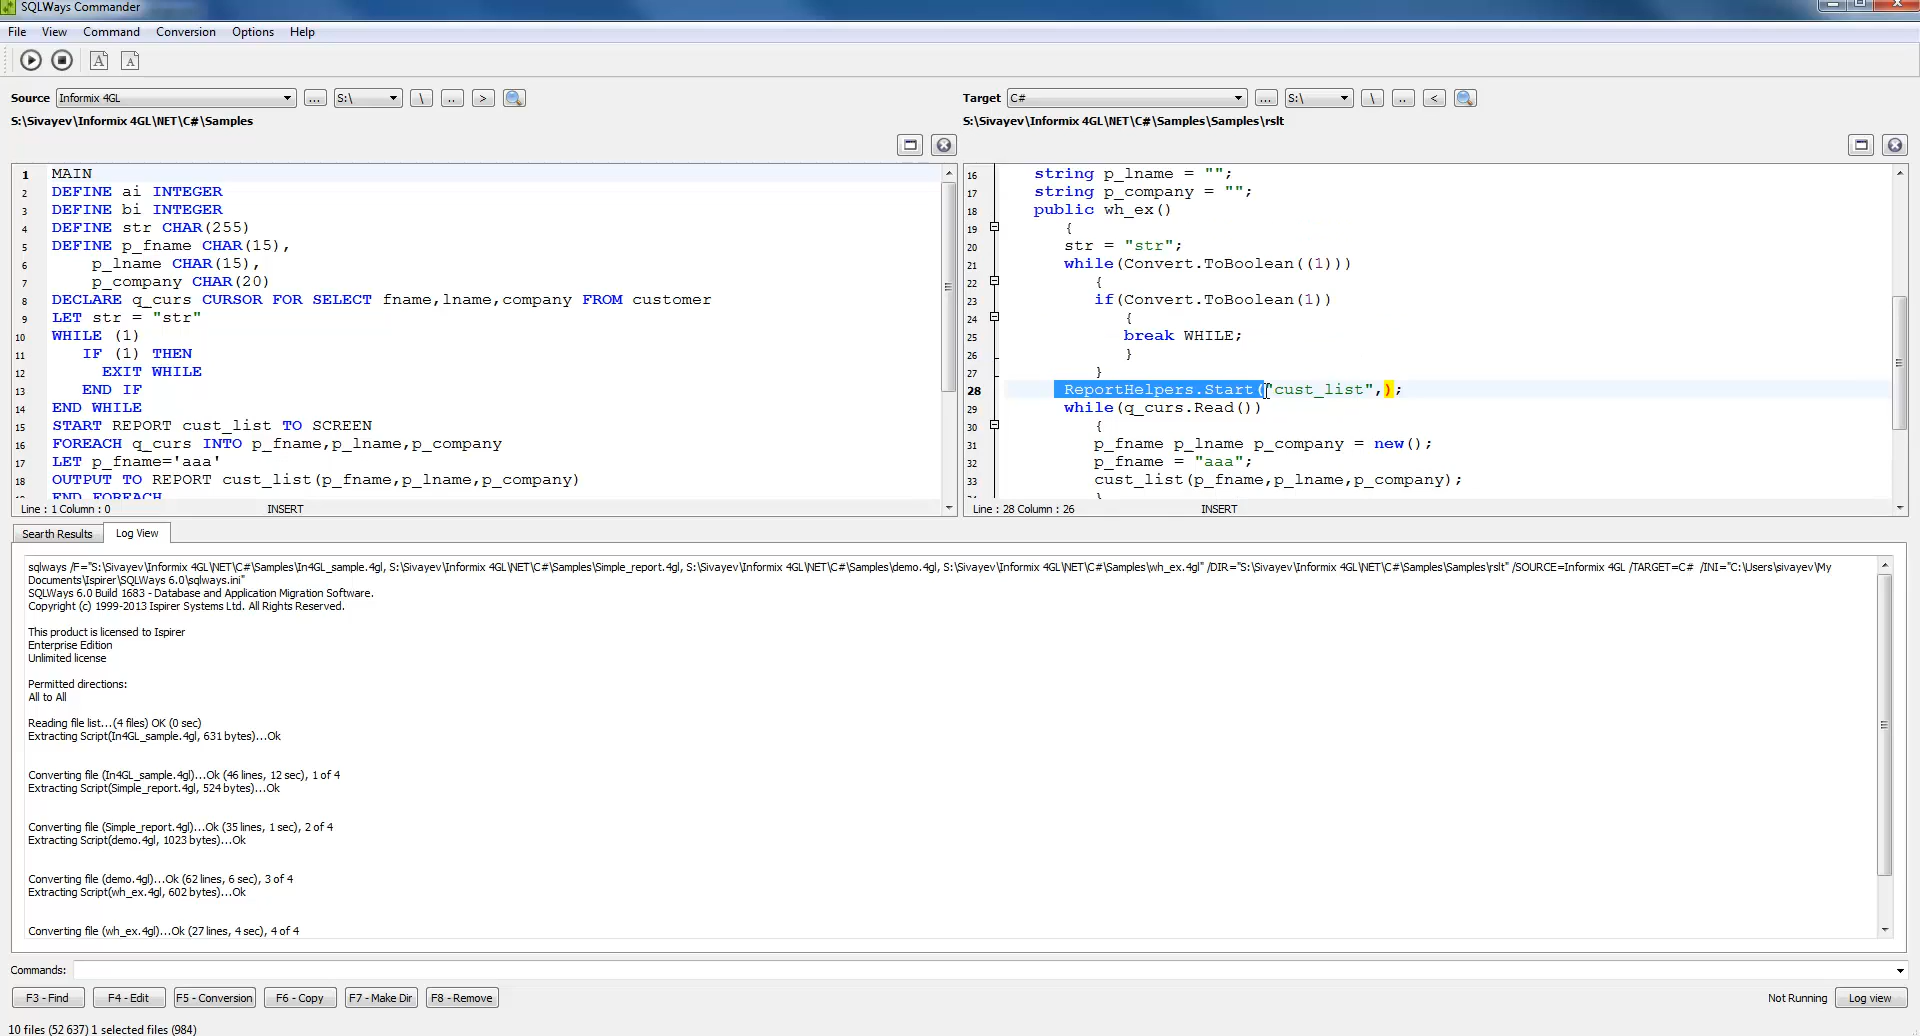 SQLWays Commander
File View Command Conversion Options Help
A A
Source Informix 4GL ... S:\ \ .. >
S:\Sivayev\Informix 4GL\NET\C#\Samples
1 MAIN
2 DEFINE ai INTEGER
3 DEFINE bi INTEGER
4 DEFINE str CHAR(255)
5 DEFINE p_fname CHAR(15),
6 p_lname CHAR(15),
7 p_company CHAR(20)
8 DECLARE q_curs CURSOR FOR SELECT fname,lname,company FROM customer
9 LET str = "str"
10 WHILE (1)
11 IF (1) THEN
12 EXIT WHILE
13 END IF
14 END WHILE
15 START REPORT cust_list TO SCREEN
16 FOREACH q_curs INTO p_fname,p_lname,p_company
17 LET p_fname='aaa'
18 OUTPUT TO REPORT cust_list(p_fname,p_lname,p_company)
END FOREACH
Line : 1 Column : 0 INSERT
Target C# ... S:\ \ .. <
S:\Sivayev\Informix 4GL\NET\C#\Samples\Samples\rslt
16 string p_lname = "";
17 string p_company = "";
18 public wh_ex()
19 {
20 str = "str";
21 while(Convert.ToBoolean((1)))
22 {
23 if(Convert.ToBoolean(1))
24 {
25 break WHILE;
26 }
27 }
28 ReportHelpers.Start("cust_list",);
29 while(q_curs.Read())
30 {
31 p_fname p_lname p_company = new();
32 p_fname = "aaa";
33 cust_list(p_fname,p_lname,p_company);
}
Line : 28 Column : 26 INSERT
Searth Results Log View
sqlways /F="S:\Sivayev\Informix 4GL\NET\C#\Samples\In4GL_sample.4gl, S:\Sivayev\Informix 4GL\NET\C#\Samples\Simple_report.4gl, S:\Sivayev\Informix 4GL\NET\C#\Samples\demo.4gl, S:\Sivayev\Informix 4GL\NET\C#\Samples\wh_ex.4gl" /DIR="S:\Sivayev\Informix 4GL\NET\C#\Samples\Samples\rslt" /SOURCE=Informix 4GL /TARGET=C# /INI="C:\Users\sivayev\My
Documents\Ispirer\SQLWays 6.0\sqlways.ini"
SQLWays 6.0 Build 1683 - Database and Application Migration Software.
Copyright (c) 1999-2013 Ispirer Systems Ltd. All Rights Reserved.
This product is licensed to Ispirer
Enterprise Edition
Unlimited license
Permitted directions:
All to All
Reading file list...(4 files) OK (0 sec)
Extracting Script(In4GL_sample.4gl, 631 bytes)...Ok
Converting file (In4GL_sample.4gl)...Ok (46 lines, 12 sec), 1 of 4
Extracting Script(Simple_report.4gl, 524 bytes)...Ok
Converting file (Simple_report.4gl)...Ok (35 lines, 1 sec), 2 of 4
Extracting Script(demo.4gl, 1023 bytes)...Ok
Converting file (demo.4gl)...Ok (62 lines, 6 sec), 3 of 4
Extracting Script(wh_ex.4gl, 602 bytes)...Ok
Converting file (wh_ex.4gl)...Ok (27 lines, 4 sec), 4 of 4
Commands:
F3 - Find F4 - Edit F5 - Conversion F6 - Copy F7 - Make Dir F8 - Remove Not Running Log view
10 files (52 637) 1 selected files (984)